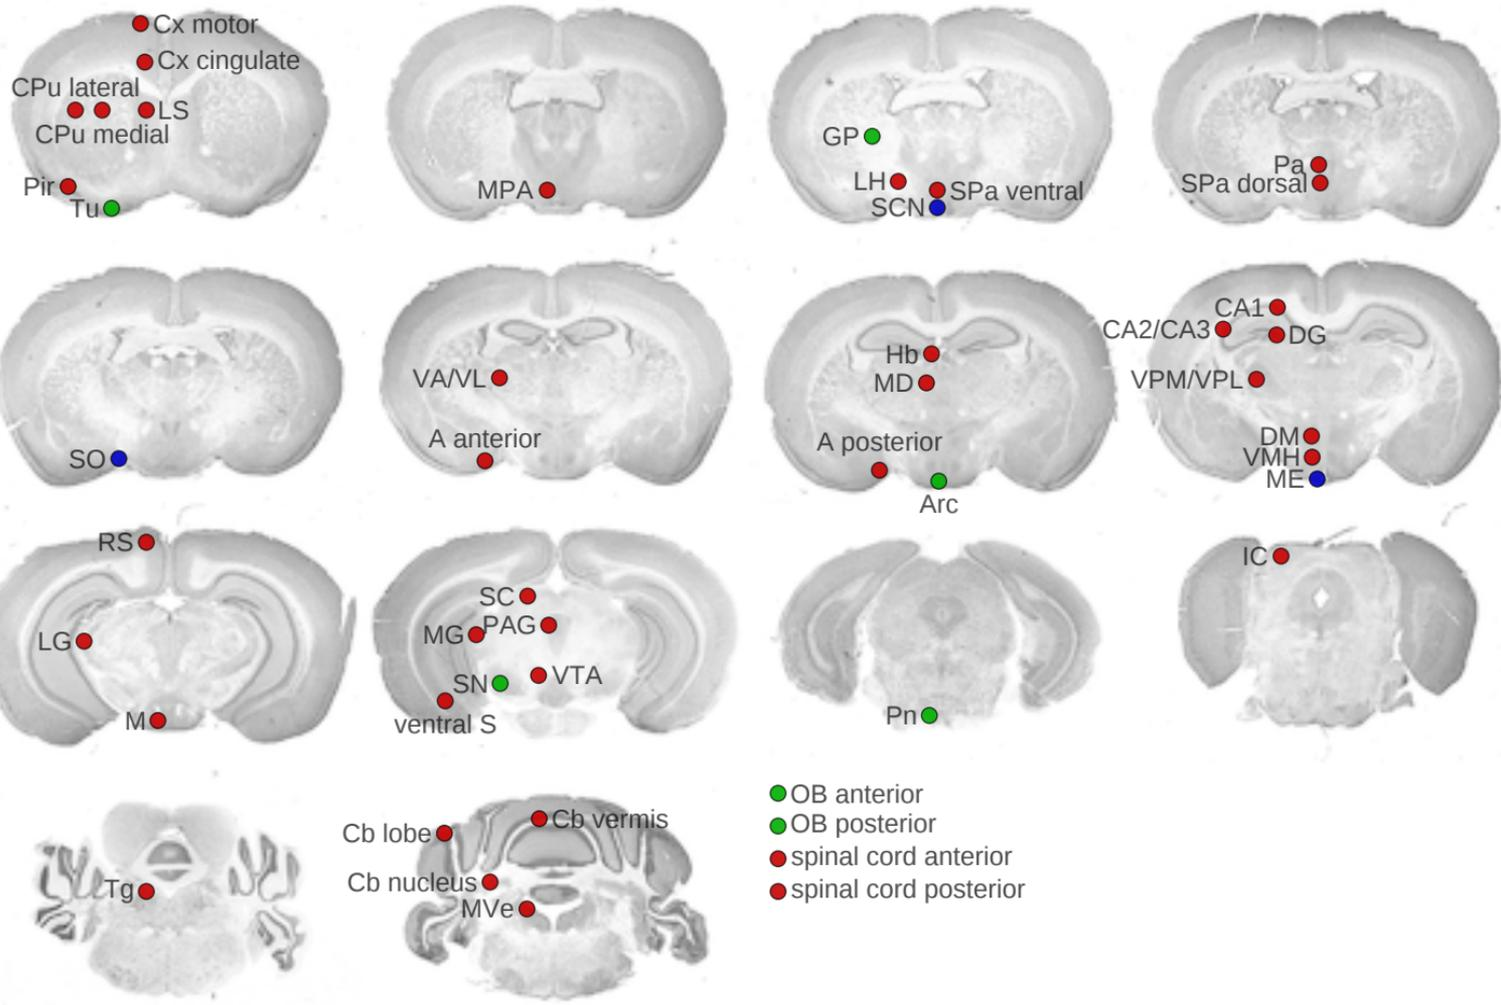 Cx motor
Cx cingulate
CPu lateral
LS
CPu medial
Pir
Tu
MPA
GP
LH
SPa ventral
SCN
Pa
SPa dorsal
SO
VA/VL
A anterior
Hb
MD
A posterior
Arc
CA1
CA2/CA3
DG
VPM/VPL
DM
VMH
ME
RS
LG
M
SC
PAG
MG
VTA
SN
ventral S
Pn
IC
Tg
Cb lobe
Cb vermis
Cb nucleus
MVe
OB anterior
OB posterior
spinal cord anterior
spinal cord posterior